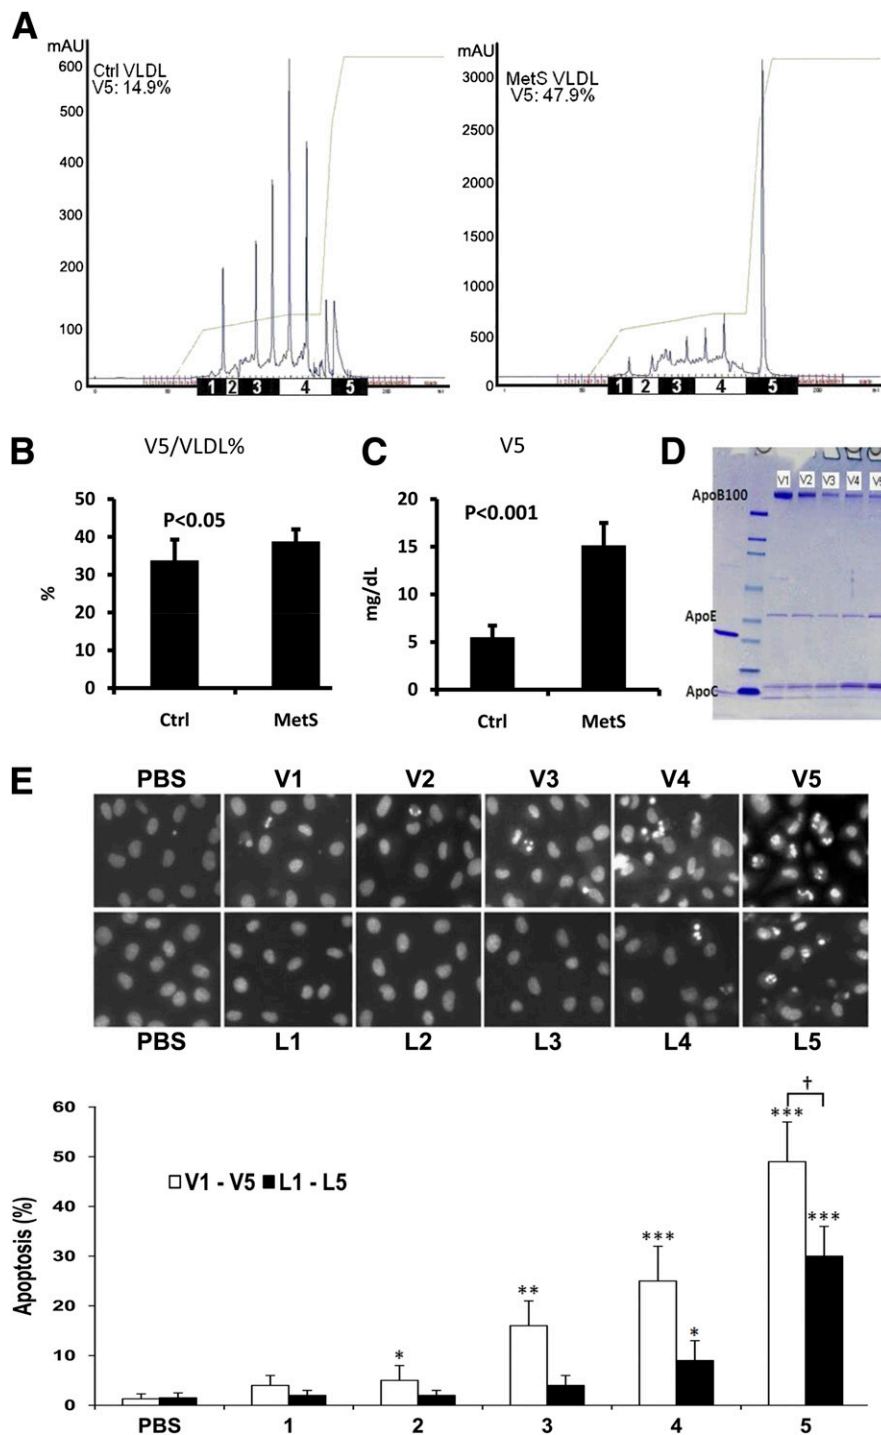 A
mAU
600
500
400
300
200
100
0
Ctrl VLDL
V5: 14.9%
1 2 3 4 5
mAU
3000
2500
2000
1500
1000
500
0
MetS VLDL
V5: 47.9%
1 2 3 4 5
B
V5/VLDL%
50
40
30
20
10
0
%
P<0.05
Ctrl MetS
C
V5
20
15
10
5
0
mg/dL
P<0.001
Ctrl MetS
D
V1 V2 V3 V4 V5
ApoB100
ApoE
ApoC
E
PBS V1 V2 V3 V4 V5
PBS L1 L2 L3 L4 L5
60
50
40
30
20
10
0
Apoptosis (%)
V1 - V5 L1 - L5
*
**
***
*
***
***
†
PBS 1 2 3 4 5